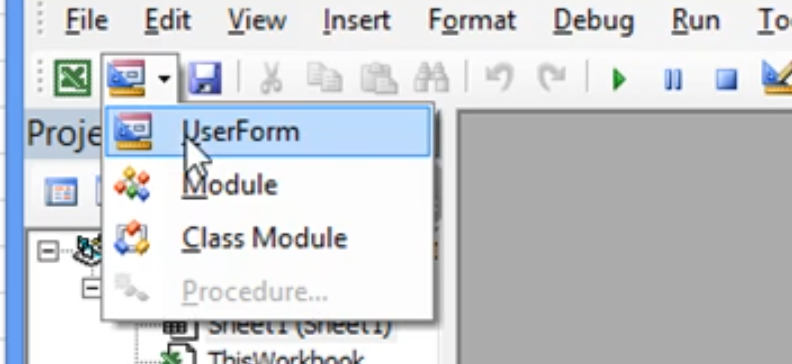 File Edit View Insert Format Debug Run To
Proje
UserForm
Module
Class Module
Procedure...
Sheet1 (Sheet1)
ThisWorkbook